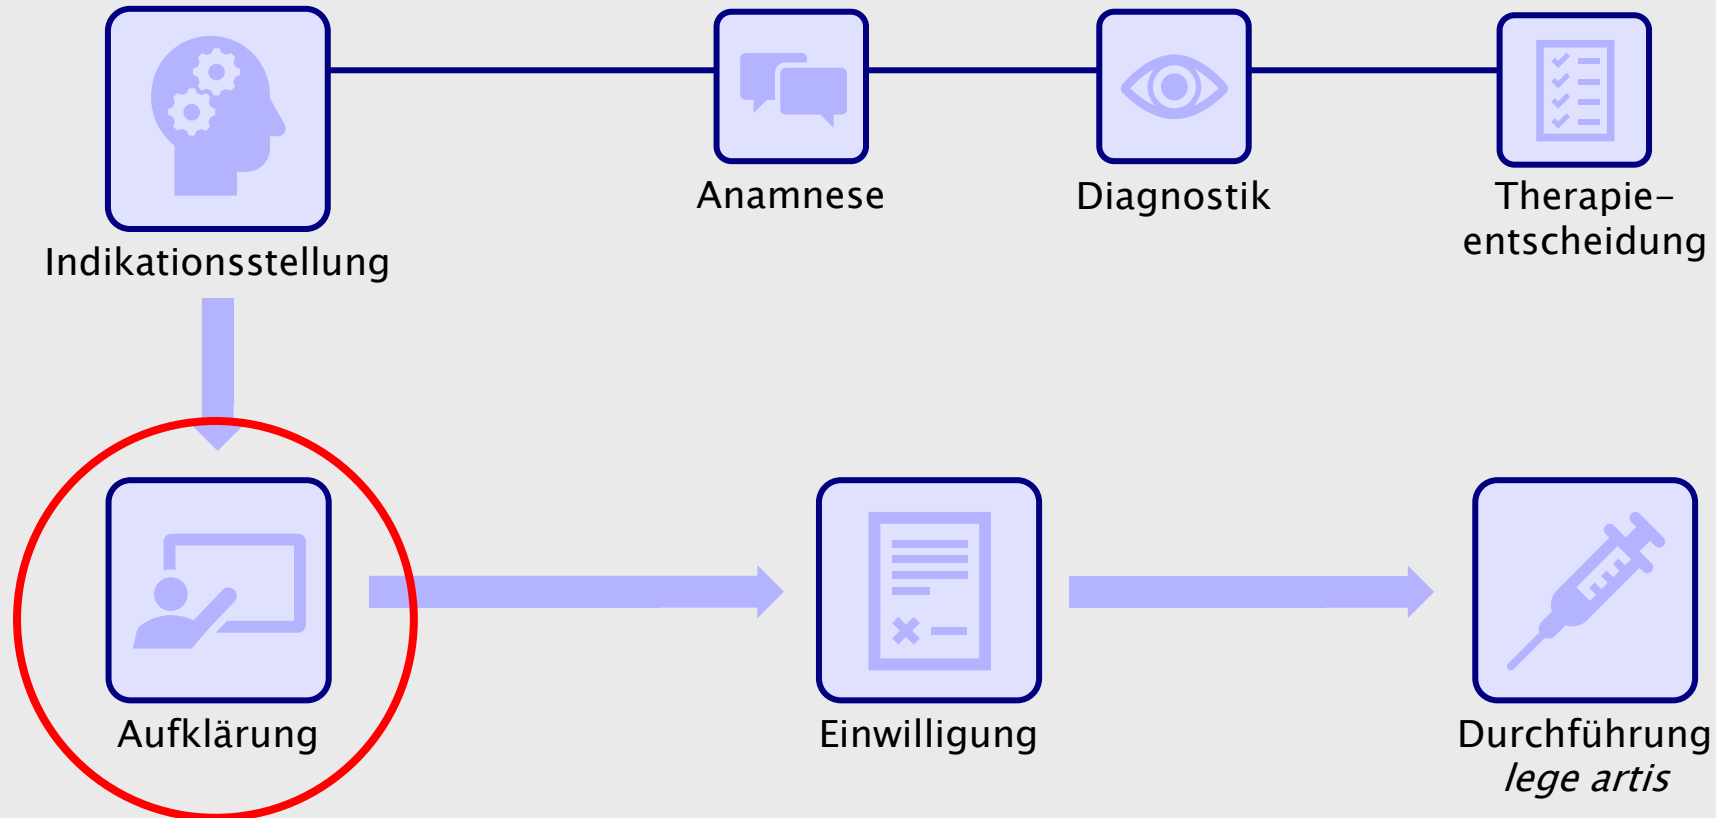 Indikationsstellung
Anamnese
Diagnostik
Therapie-
entscheidung
Aufklärung
Einwilligung
Durchführung
lege artis